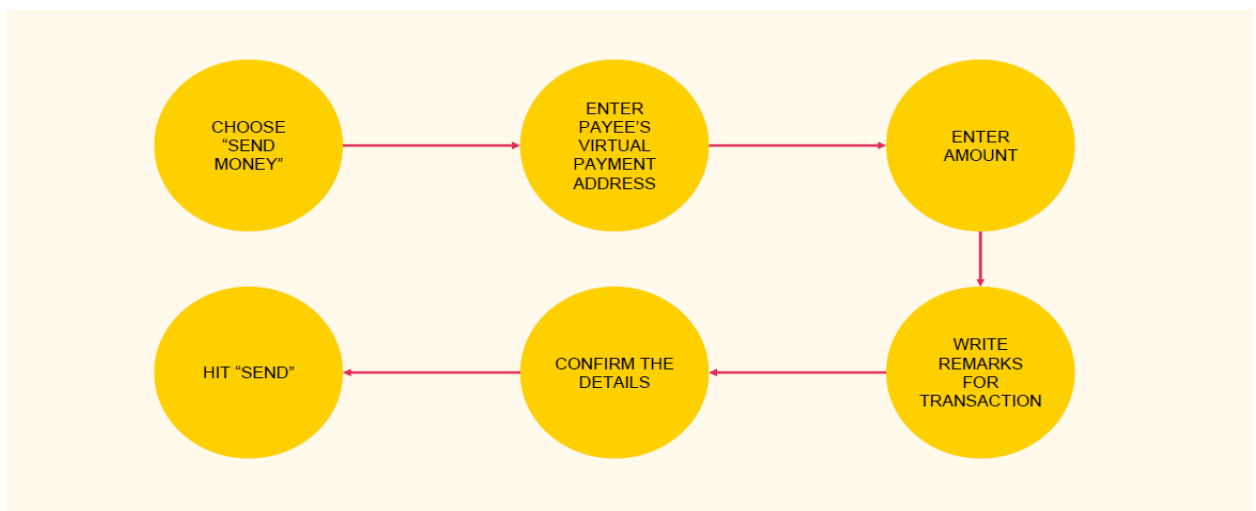 CHOOSE
“SEND
MONEY”
ENTER
PAYEE’S
VIRTUAL
PAYMENT
ADDRESS
ENTER
AMOUNT
WRITE
REMARKS
FOR
TRANSACTION
CONFIRM THE
DETAILS
HIT “SEND”